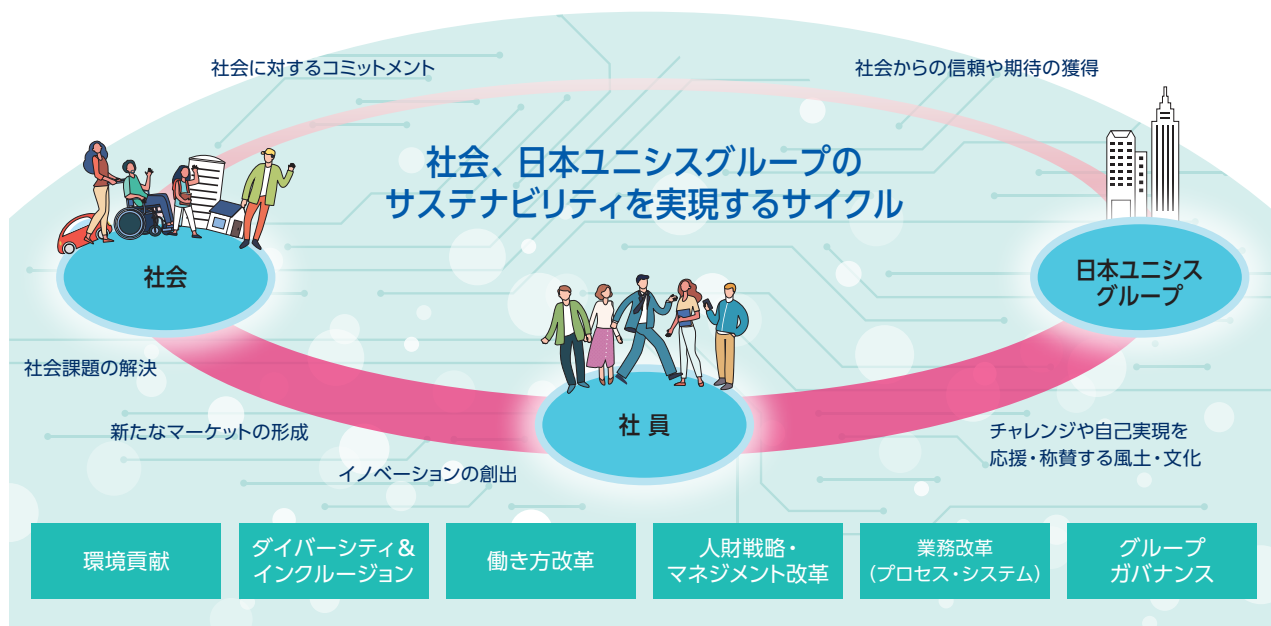 社会に対するコミットメント
社会からの信頼や期待の獲得
社会、日本ユニシスグループの
サステナビリティを実現するサイクル
社会
日本ユニシス
グループ
社会課題の解決
新たなマーケットの形成
イノベーションの創出
社員
チャレンジや自己実現を
応援・称賛する風土・文化
環境貢献
ダイバーシティ&
インクルージョン
働き方改革
人財戦略・
マネジメント改革
業務改革
(プロセス・システム)
グループ
ガバナンス